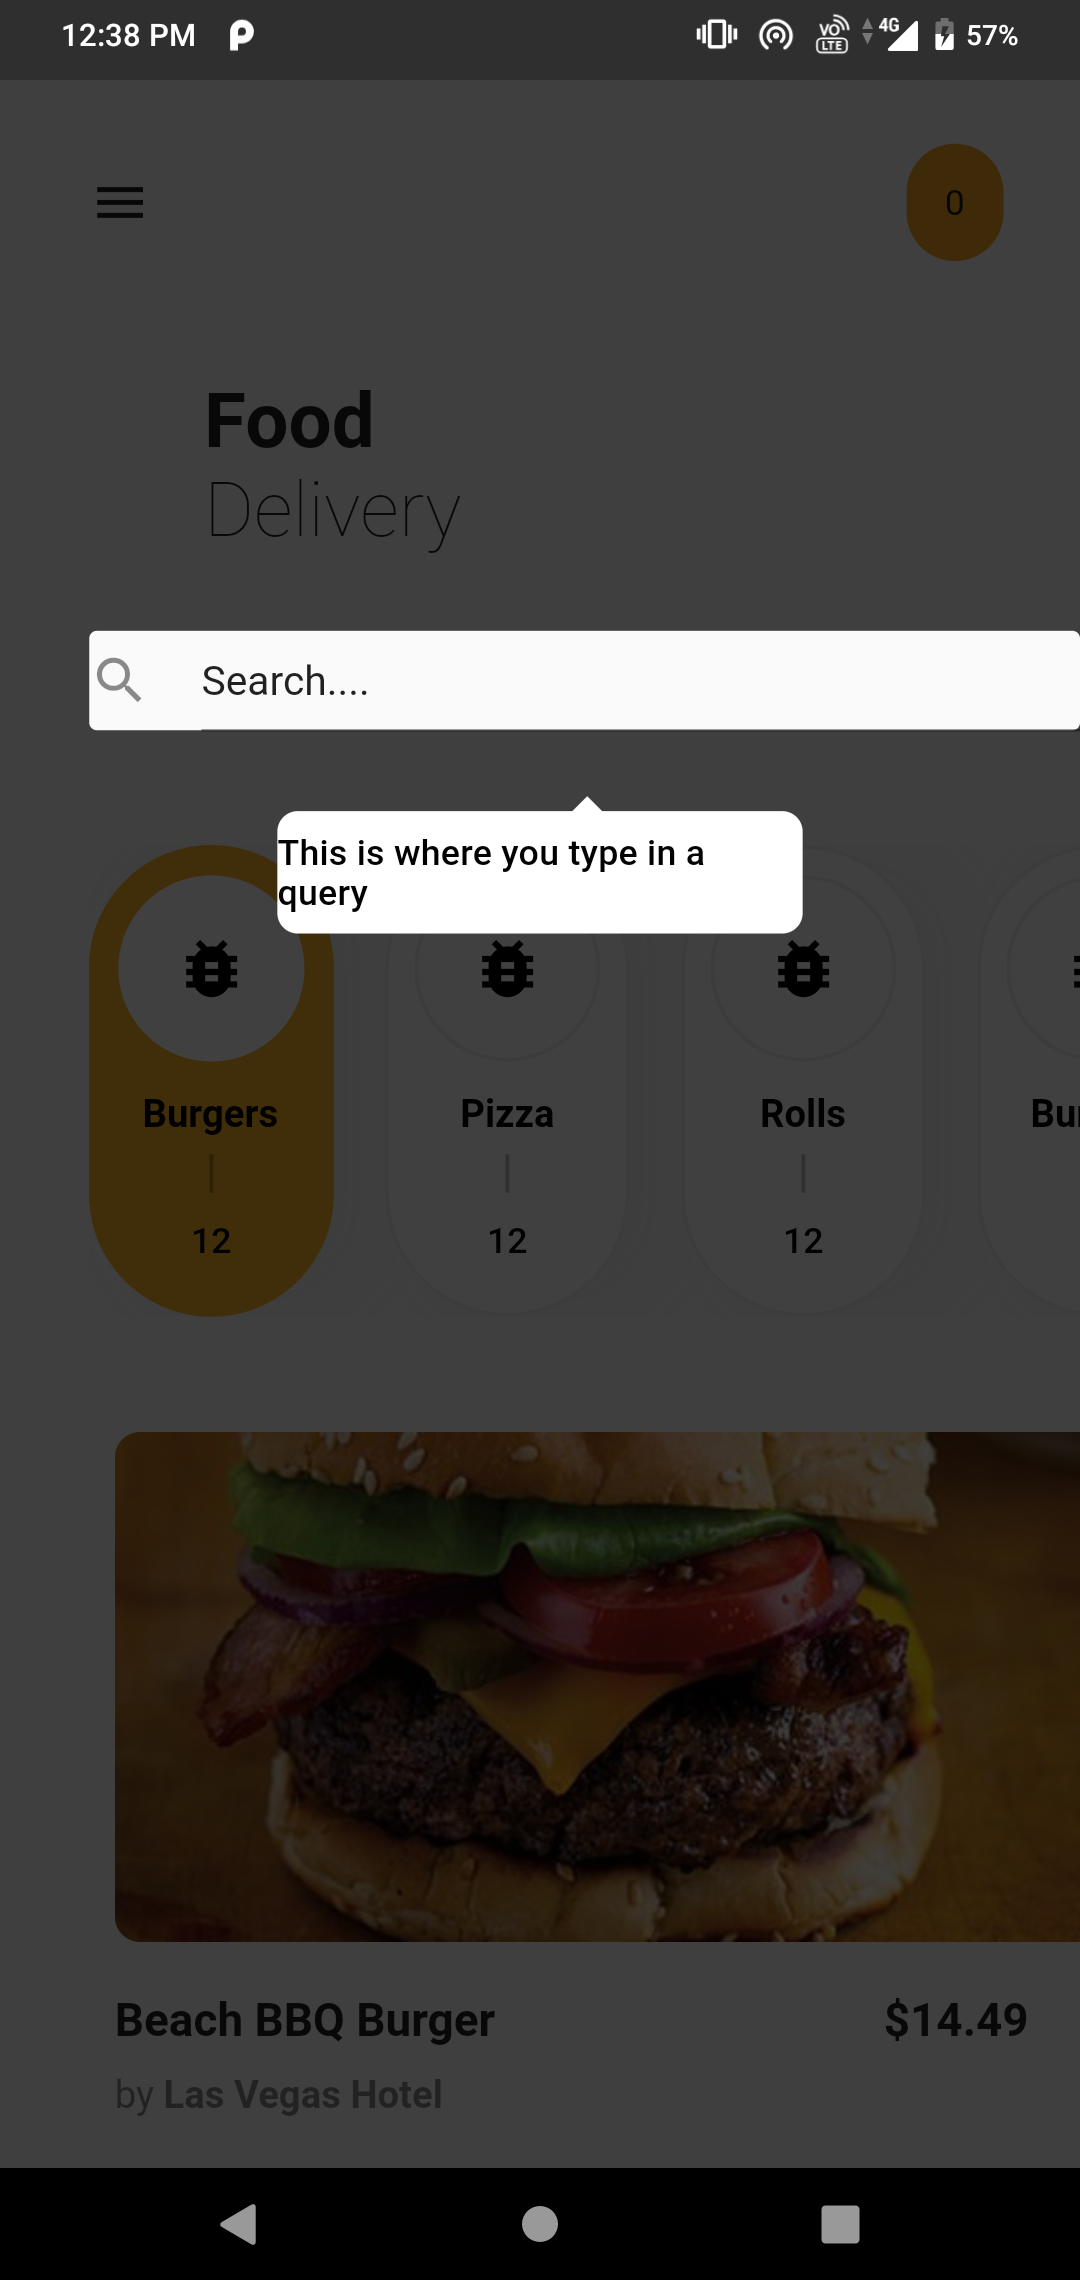 12:38 PM VO LTE 4G 57%
0
Food
Delivery
Search....
This is where you type in a
query
Burgers Pizza Rolls Bur
12 12 12
Beach BBQ Burger $14.49
by Las Vegas Hotel